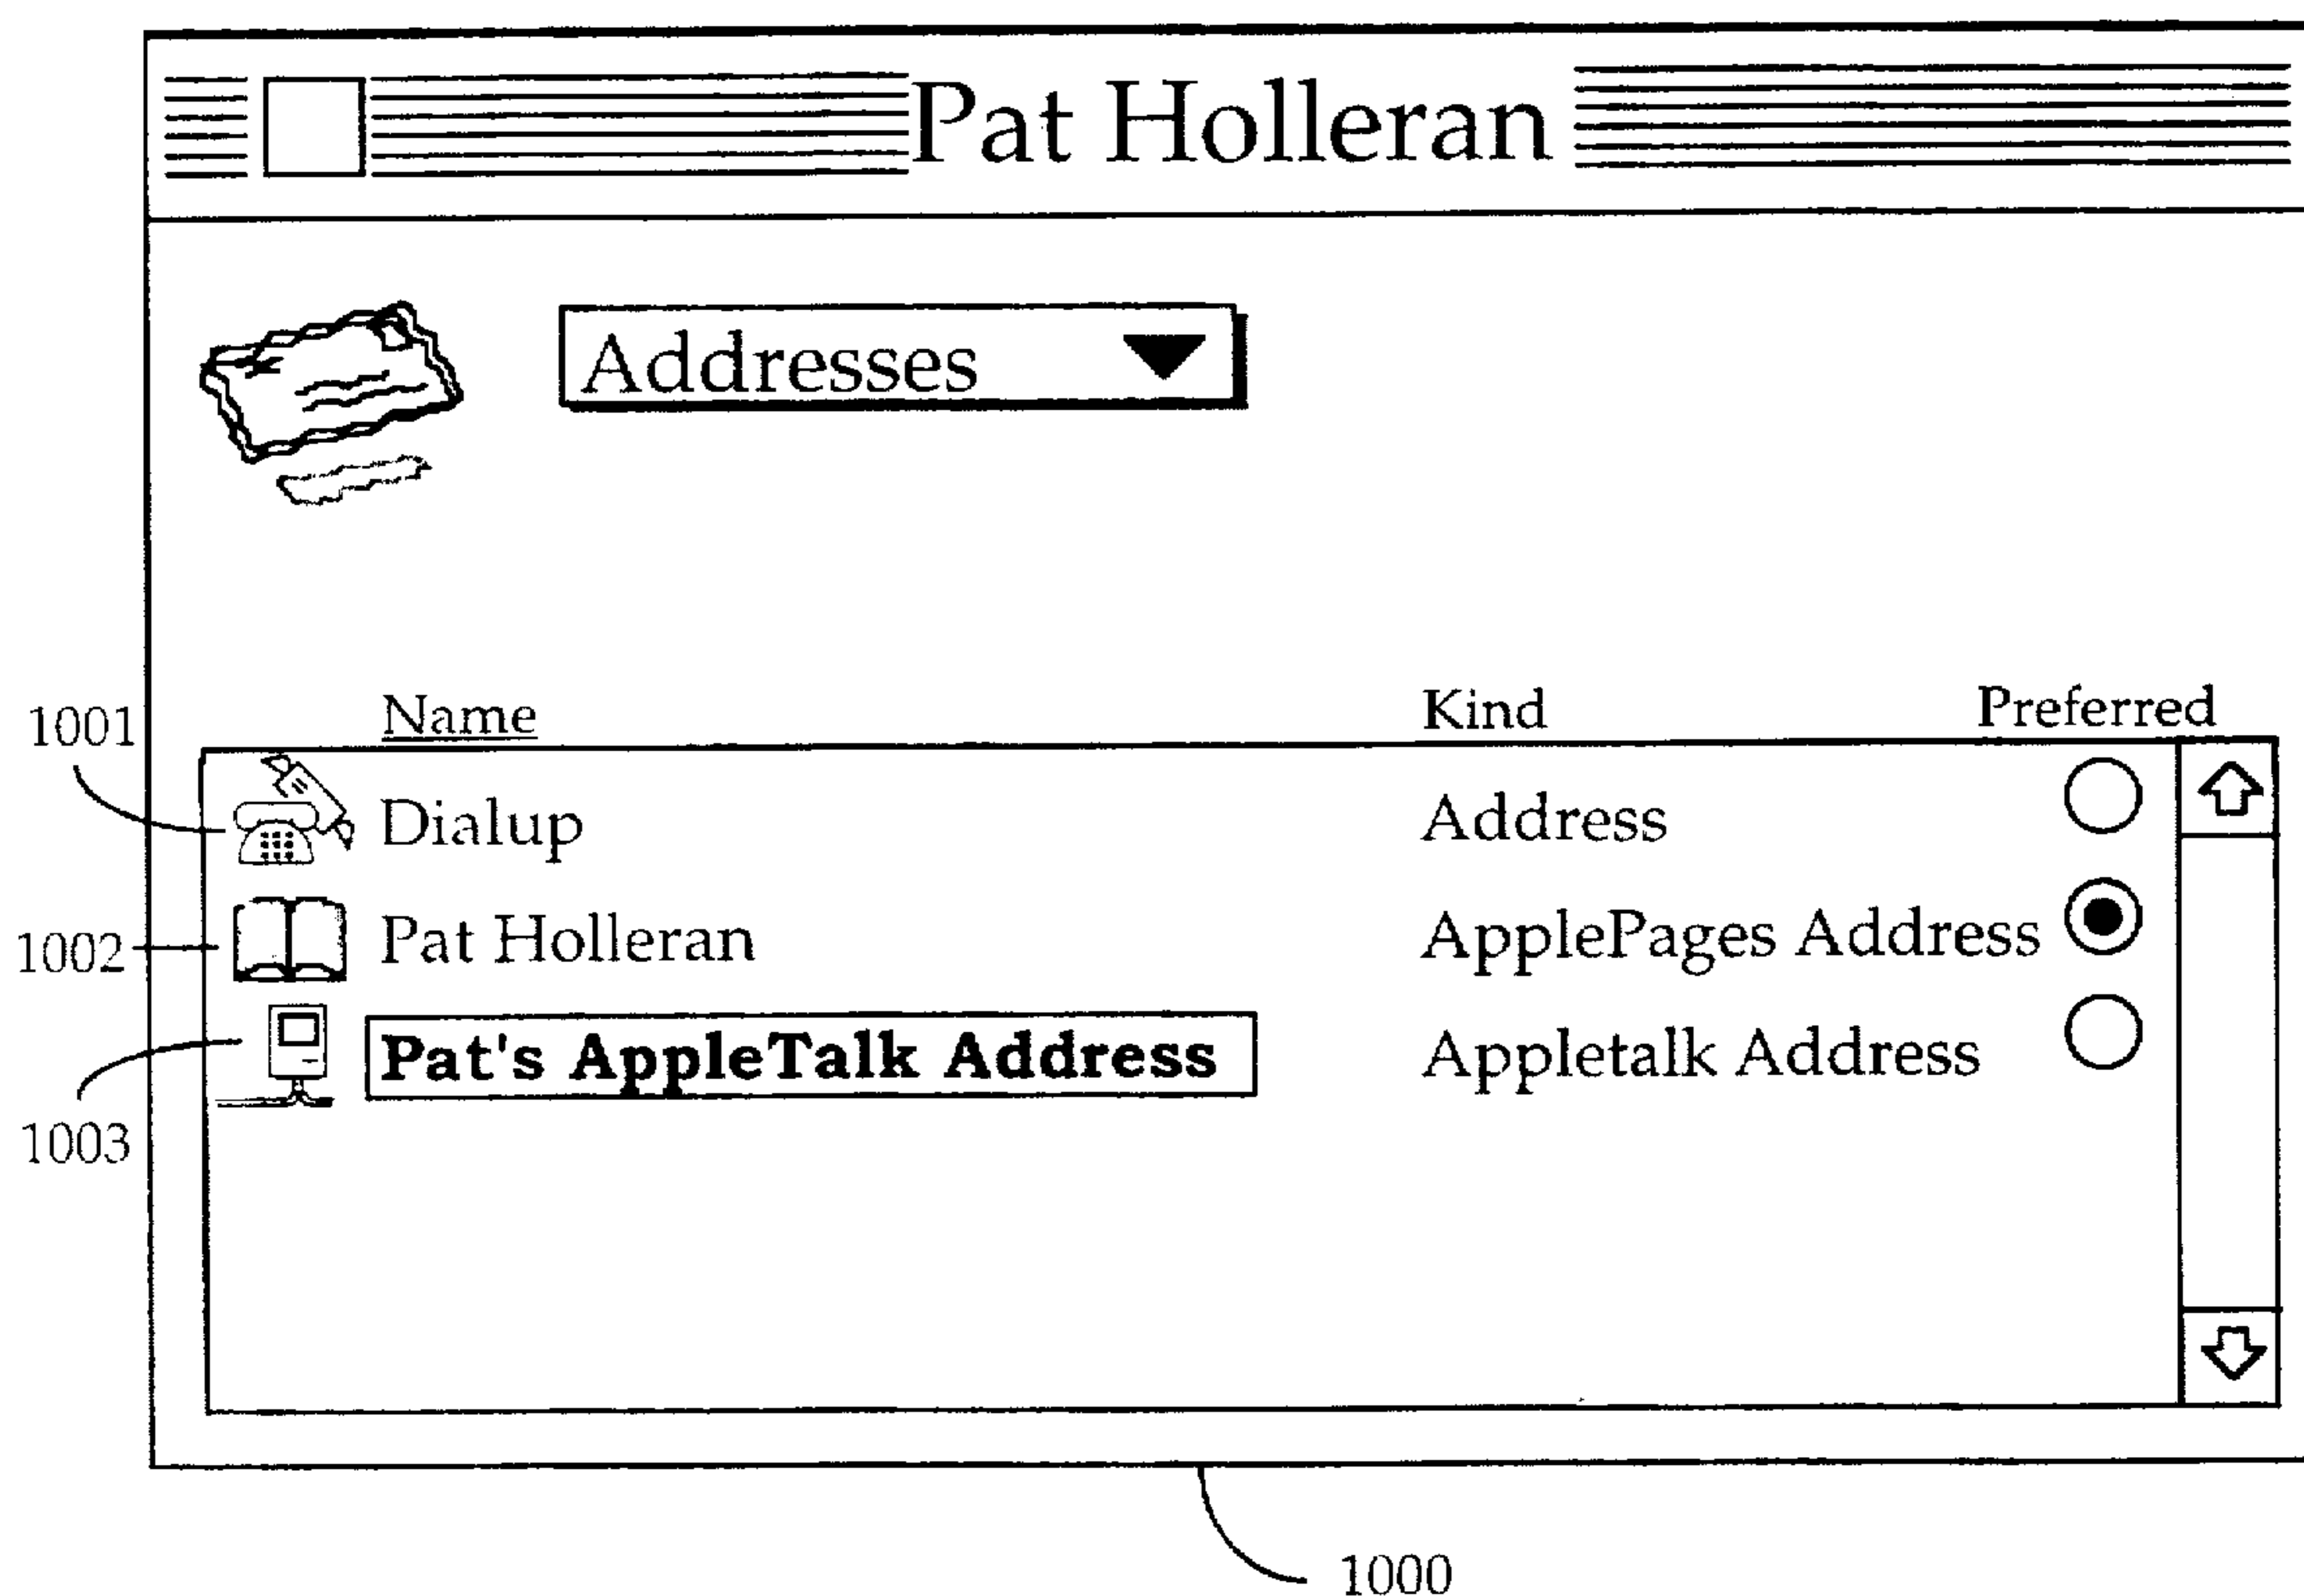 Pat Holleran
Addresses
Name Kind Preferred
1001
Dialup Address
1002 Pat Holleran ApplePages Address
Pat's AppleTalk Address Appletalk Address
1003
1000